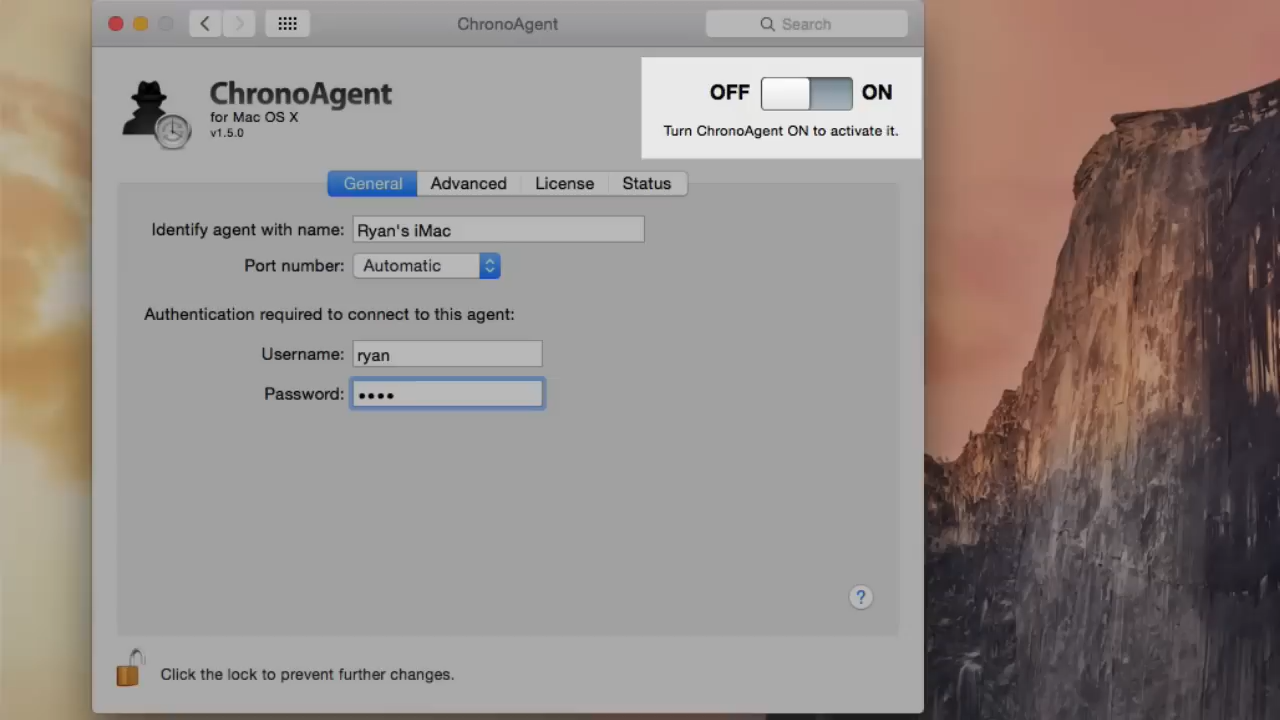 ChronoAgent
Search
ChronoAgent
for Mac OS X
v1.5.0
OFF ON
Turn ChronoAgent ON to activate it.
General Advanced License Status
Identify agent with name: Ryan's iMac
Port number: Automatic
Authentication required to connect to this agent:
Username: ryan
Password: ••••
?
Click the lock to prevent further changes.